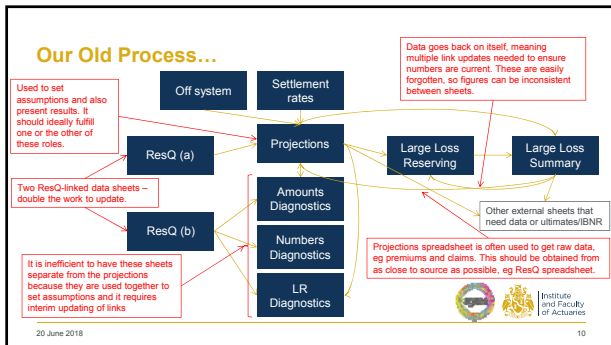 Our Old Process…
Data goes back on itself, meaning
multiple link updates needed to ensure
numbers are current. These are easily
forgotten, so figures can be inconsistent
between sheets.
Used to set
assumptions and also
present results. It
should ideally fulfill
one or the other of
these roles.
Off system
Settlement
rates
ResQ (a)
Projections
Large Loss
Reserving
Large Loss
Summary
Two ResQ-linked data sheets –
double the work to update.
Amounts
Diagnostics
ResQ (b)
Numbers
Diagnostics
LR
Diagnostics
Other external sheets that
need data or ultimates/IBNR
It is inefficient to have these sheets
separate from the projections
because they are used together to
set assumptions and it requires
interim updating of links
Projections spreadsheet is often used to get raw data,
eg premiums and claims. This should be obtained from
as close to source as possible, eg ResQ spreadsheet.
Institute
and Faculty
of Actuaries
20 June 2018
10